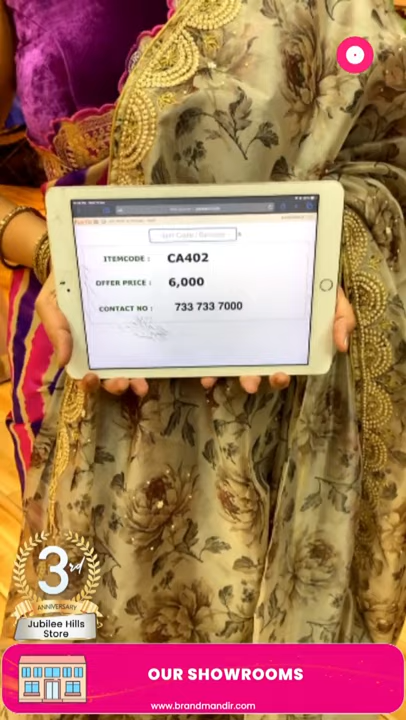 ITEMCODE : CA402
OFFER PRICE : 6,000
CONTACT NO : 733 733 7000
3rd
ANNIVERSARY
Jubilee Hills
Store
OUR SHOWROOMS
www.brandmandir.com